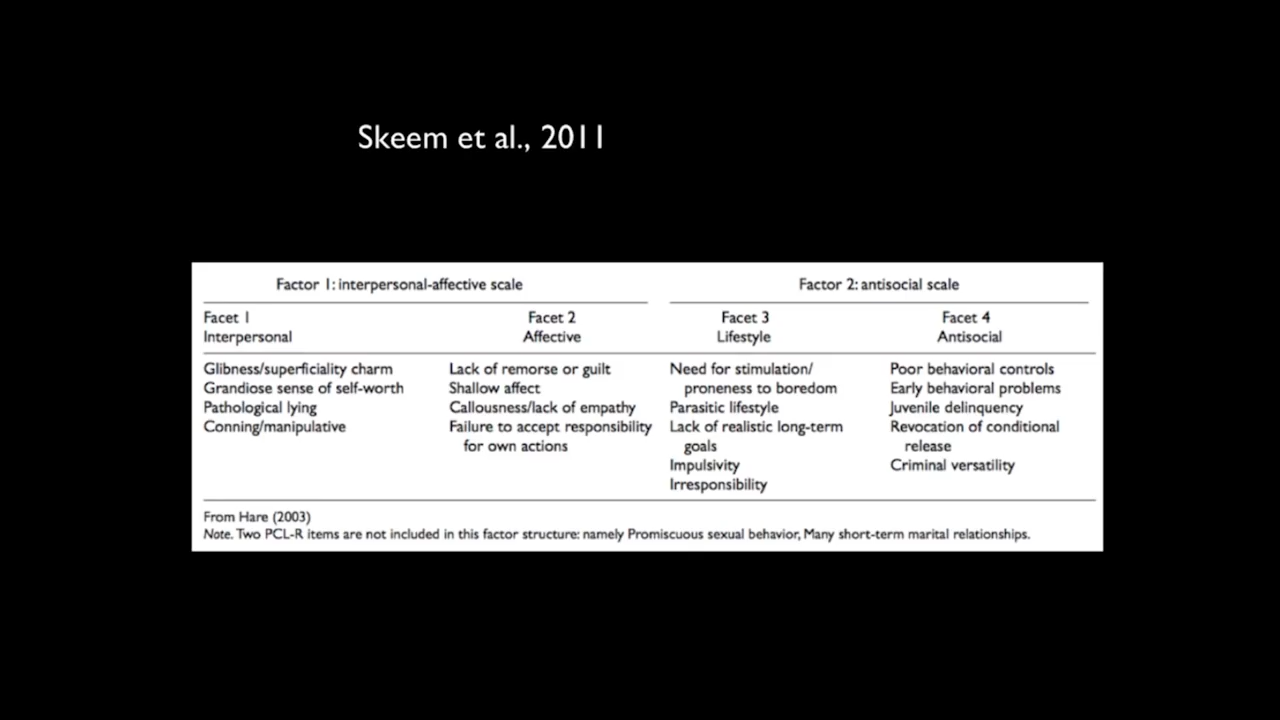 Skeem et al., 2011
Factor 1: interpersonal-affective scale
Factor 2: antisocial scale
Facet 1
Interpersonal
Facet 2
Affective
Facet 3
Lifestyle
Facet 4
Antisocial
Glibness/superficiality charm
Grandiose sense of self-worth
Pathological lying
Conning/manipulative
Lack of remorse or guilt
Shallow affect
Callousness/lack of empathy
Failure to accept responsibility
for own actions
Need for stimulation/
proneness to boredom
Parasitic lifestyle
Lack of realistic long-term
goals
Impulsivity
Irresponsibility
Poor behavioral controls
Early behavioral problems
Juvenile delinquency
Revocation of conditional
release
Criminal versatility
From Hare (2003)
Note. Two PCL-R items are not included in this factor structure: namely Promiscuous sexual behavior, Many short-term marital relationships.